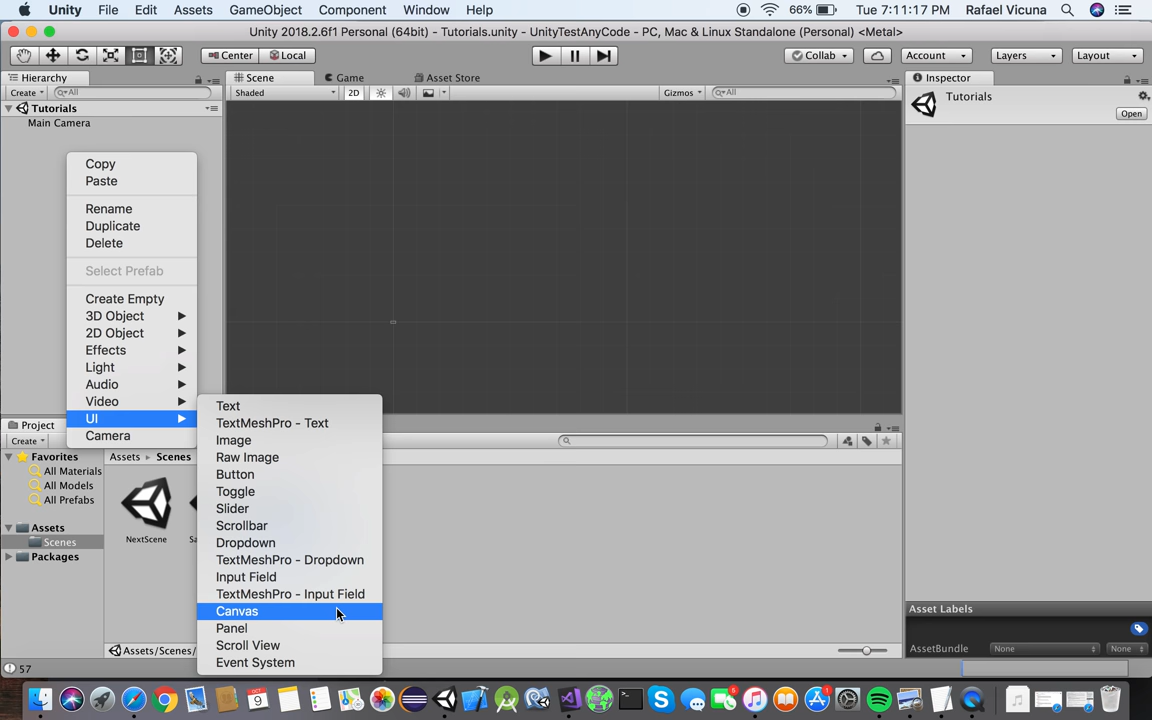 Unity File Edit Assets GameObject Component Window Help 66% Tue 7:11:17 PM Rafael Vicuna
Unity 2018.2.6f1 Personal (64bit) - Tutorials.unity - UnityTestAnyCode - PC, Mac & Linux Standalone (Personal) <Metal>
Center Local Collab Account Layers Layout
Hierarchy Scene Game Asset Store Inspector
Create All Shaded 2D Gizmos All
Tutorials Tutorials
Open
Main Camera
Copy
Paste
Rename
Duplicate
Delete
Select Prefab
Create Empty
3D Object
2D Object
Effects
Light
Audio
Video
UI
Camera
Text
TextMeshPro - Text
Image
Raw Image
Button
Toggle
Slider
Scrollbar
Dropdown
TextMeshPro - Dropdown
Input Field
TextMeshPro - Input Field
Canvas
Panel
Scroll View
Event System
Project
Create
Favorites
All Materials
All Models
All Prefabs
Assets
Scenes
Packages
Assets Scenes
NextScene
Assets/Scenes/
Asset Labels
AssetBundle None None
57
9
6
1